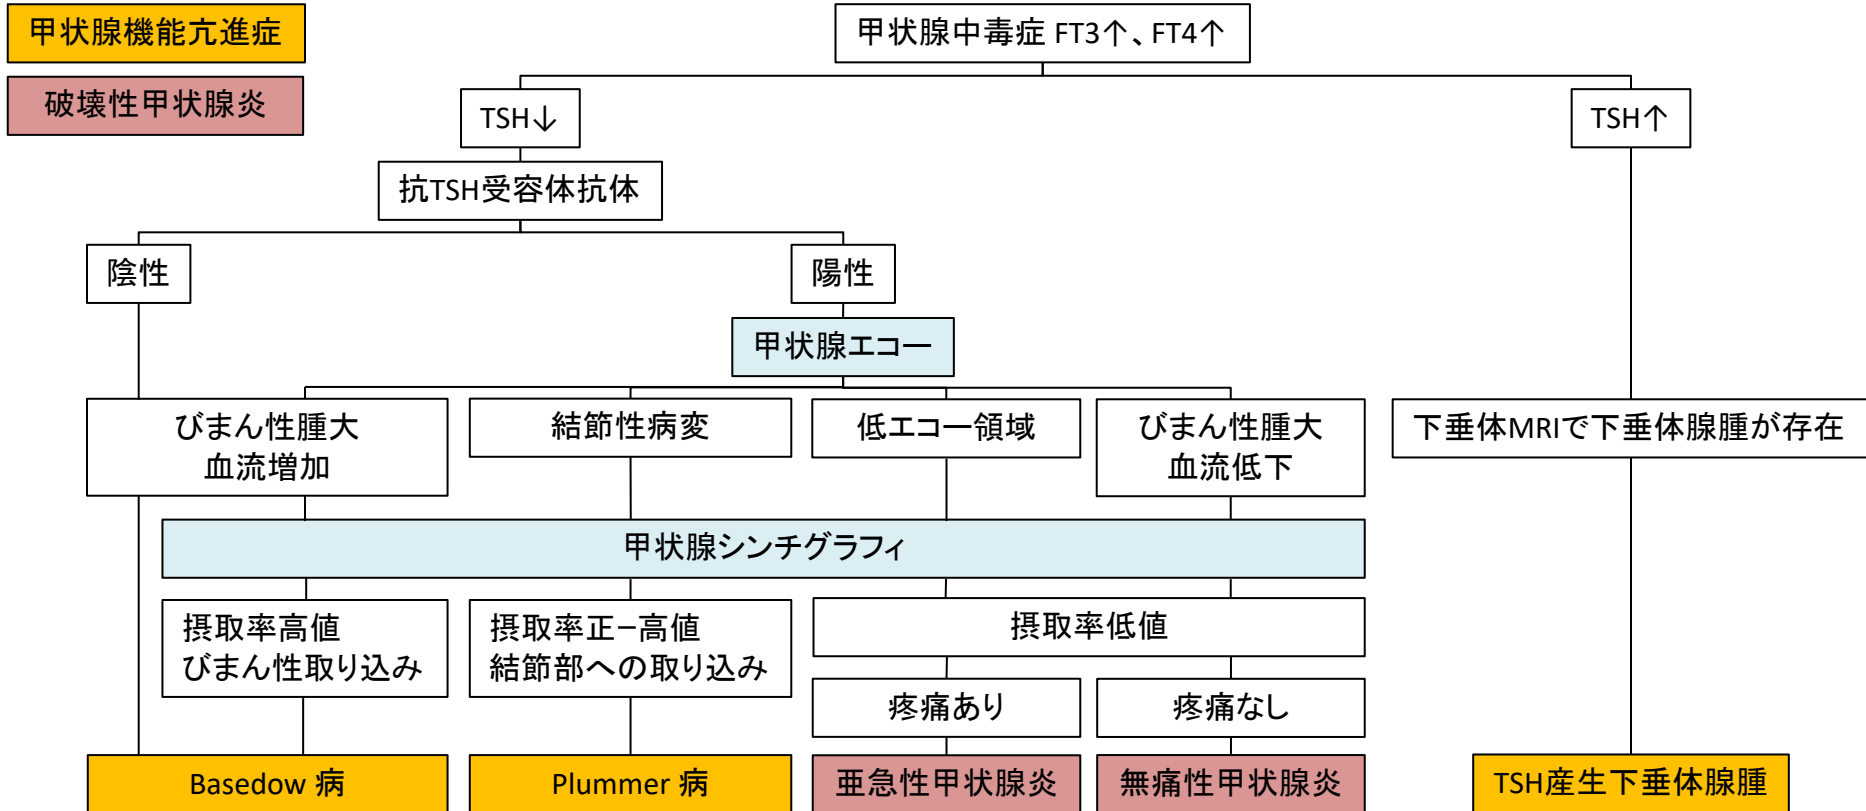 甲状腺機能亢進症
甲状腺中毒症 FT3↑、FT4↑
破壊性甲状腺炎
TSH↓
TSH↑
抗TSH受容体抗体
陰性
陽性
甲状腺エコー
びまん性腫大
血流増加
結節性病変
低エコー領域
びまん性腫大
血流低下
下垂体MRIで下垂体腺腫が存在
甲状腺シンチグラフィ
摂取率高値
びまん性取り込み
摂取率正−高値
結節部への取り込み
摂取率低値
疼痛あり
疼痛なし
Basedow 病
Plummer 病
亜急性甲状腺炎
無痛性甲状腺炎
TSH産生下垂体腺腫